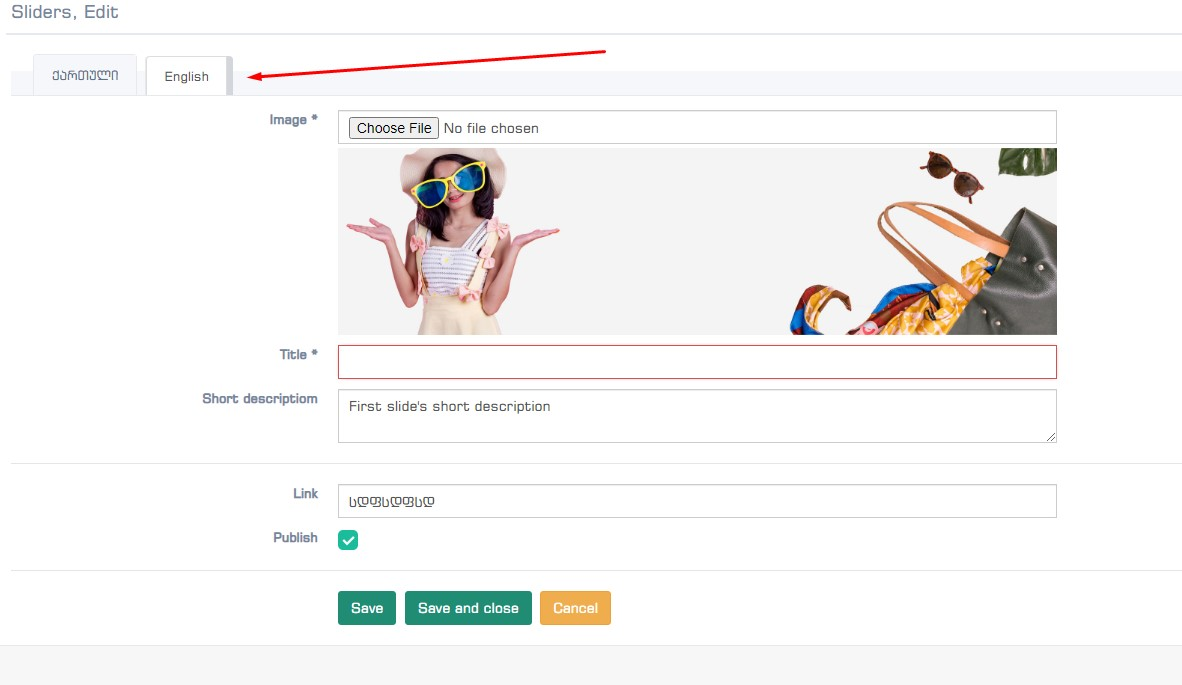 Sliders, Edit
ქართული
English
Image *
Choose File No file chosen
Title *
Short descriptiom
First slide's short description
Link
სდფსდფსდ
Publish
Save
Save and close
Cancel